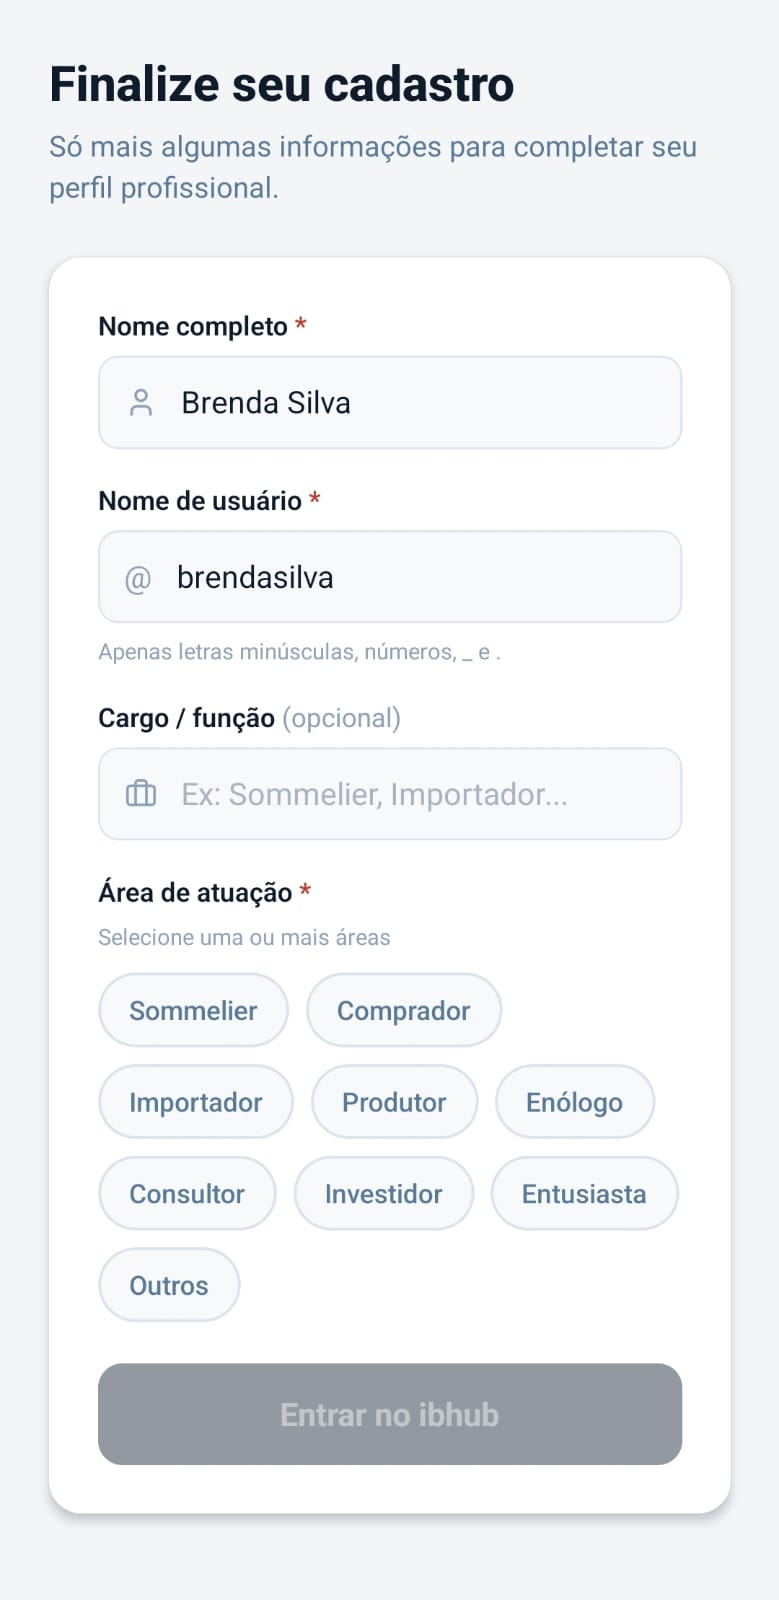 Finalize seu cadastro
Só mais algumas informações para completar seu
perfil profissional.
Nome completo *
Brenda Silva
Nome de usuário *
@ brendasilva
Apenas letras minúsculas, números, _ e .
Cargo / função (opcional)
Ex: Sommelier, Importador...
Área de atuação *
Selecione uma ou mais áreas
Sommelier Comprador
Importador Produtor Enólogo
Consultor Investidor Entusiasta
Outros
Entrar no ibhub